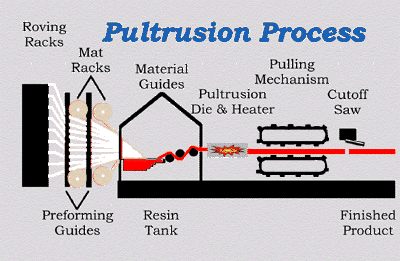 Pultrusion Process
Roving
Racks
Mat
Racks
Material
Guides
Pultrusion
Die & Heater
Pulling
Mechanism
Cutoff
Saw
Preforming
Guides
Resin
Tank
Finished
Product